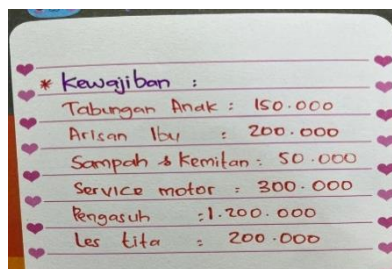 * Kewajiban :
Tabungan Anak : 150.000
Arisan Ibu : 200.000
Sampah & Kemitan : 50.000
Service motor : 300.000
Pengasuh : 1.200.000
Les tita : 200.000